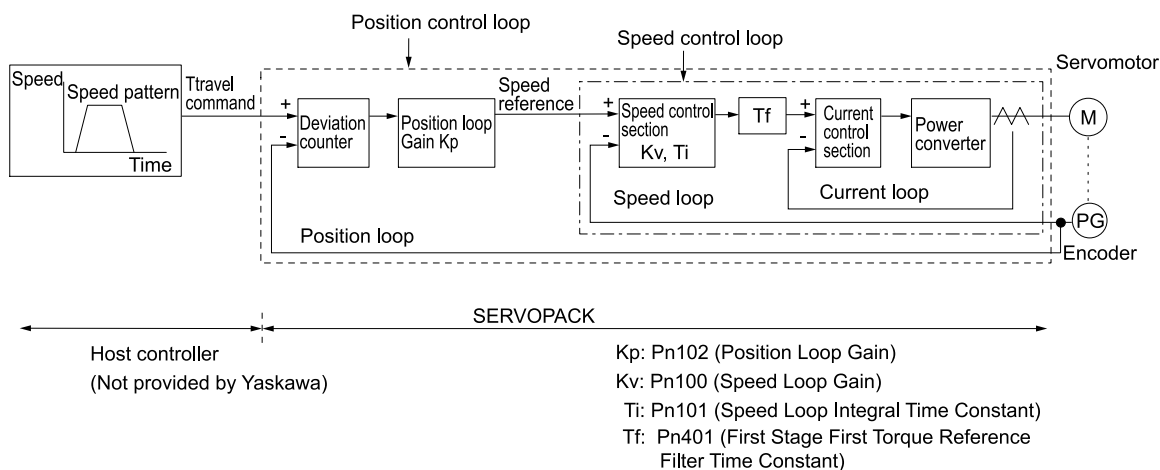 Position control loop
Speed control loop
Servomotor
Speed
Speed pattern
Time
Ttravel
command
+
-
Deviation
counter
Position loop
Gain Kp
Speed
reference
+
-
Speed control
section
Kv, Ti
Tf
+
-
Current
control
section
Power
converter
M
Current loop
Speed loop
PG
Position loop
Encoder
SERVOPACK
Host controller
(Not provided by Yaskawa)
Kp: Pn102 (Position Loop Gain)
Kv: Pn100 (Speed Loop Gain)
Ti: Pn101 (Speed Loop Integral Time Constant)
Tf: Pn401 (First Stage First Torque Reference
Filter Time Constant)